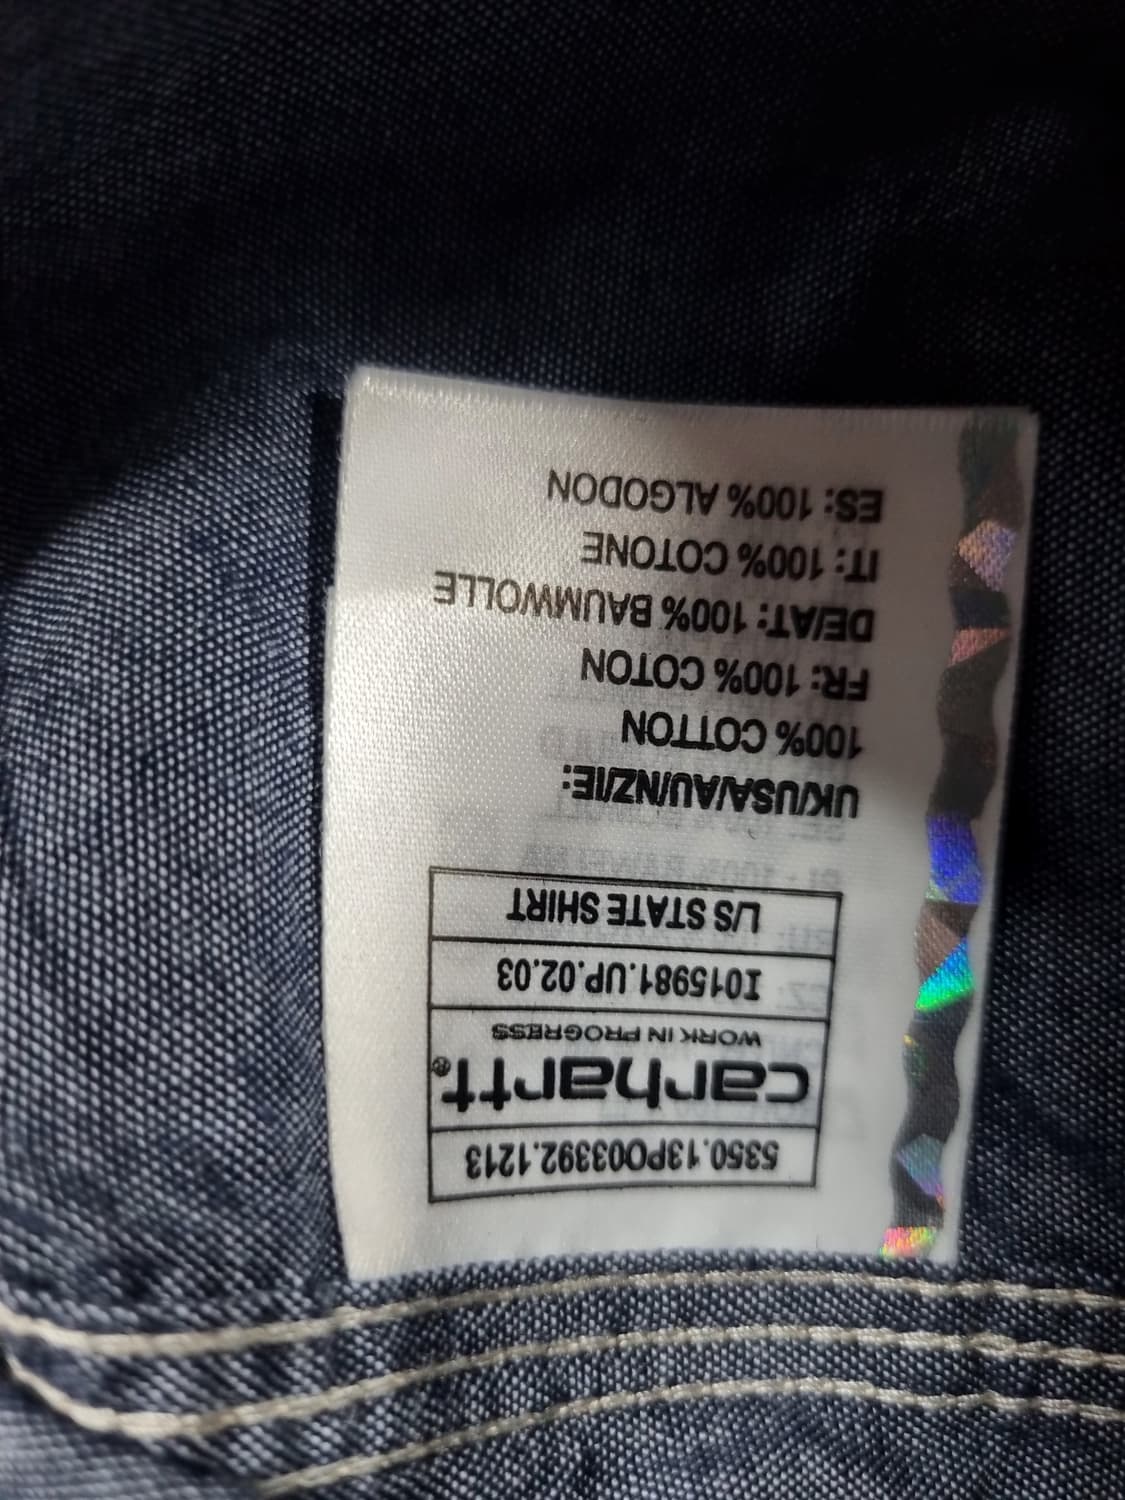 5350.13PO03392.1213
carhartt®
WORK IN PROGRESS
I015981.UP.02.03
L/S STATE SHIRT
UK/USA/AU/NZ/IE:
100% COTTON
FR: 100% COTON
DE/AT: 100% BAUMWOLLE
IT: 100% COTONE
ES: 100% ALGODON